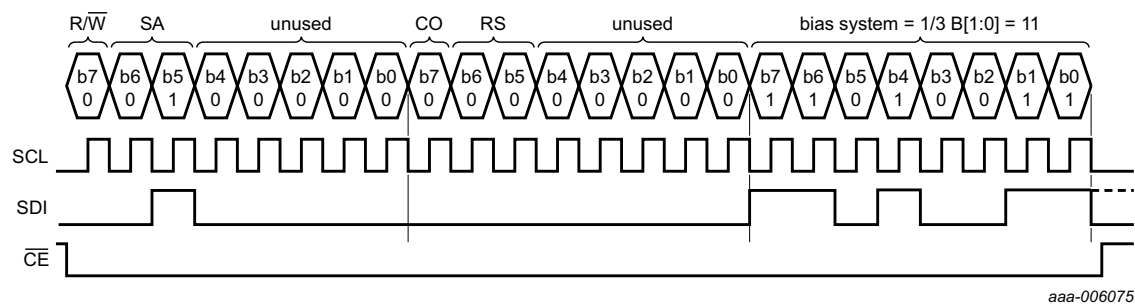 R/W SA unused CO RS unused bias system = 1/3 B[1:0] = 11
b7 b6 b5 b4 b3 b2 b1 b0 b7 b6 b5 b4 b3 b2 b1 b0 b7 b6 b5 b4 b3 b2 b1 b0
0 0 1 0 0 0 0 0 0 0 0 0 0 0 0 0 1 1 0 1 0 0 1 1
SCL
SDI
CE
aaa-006075